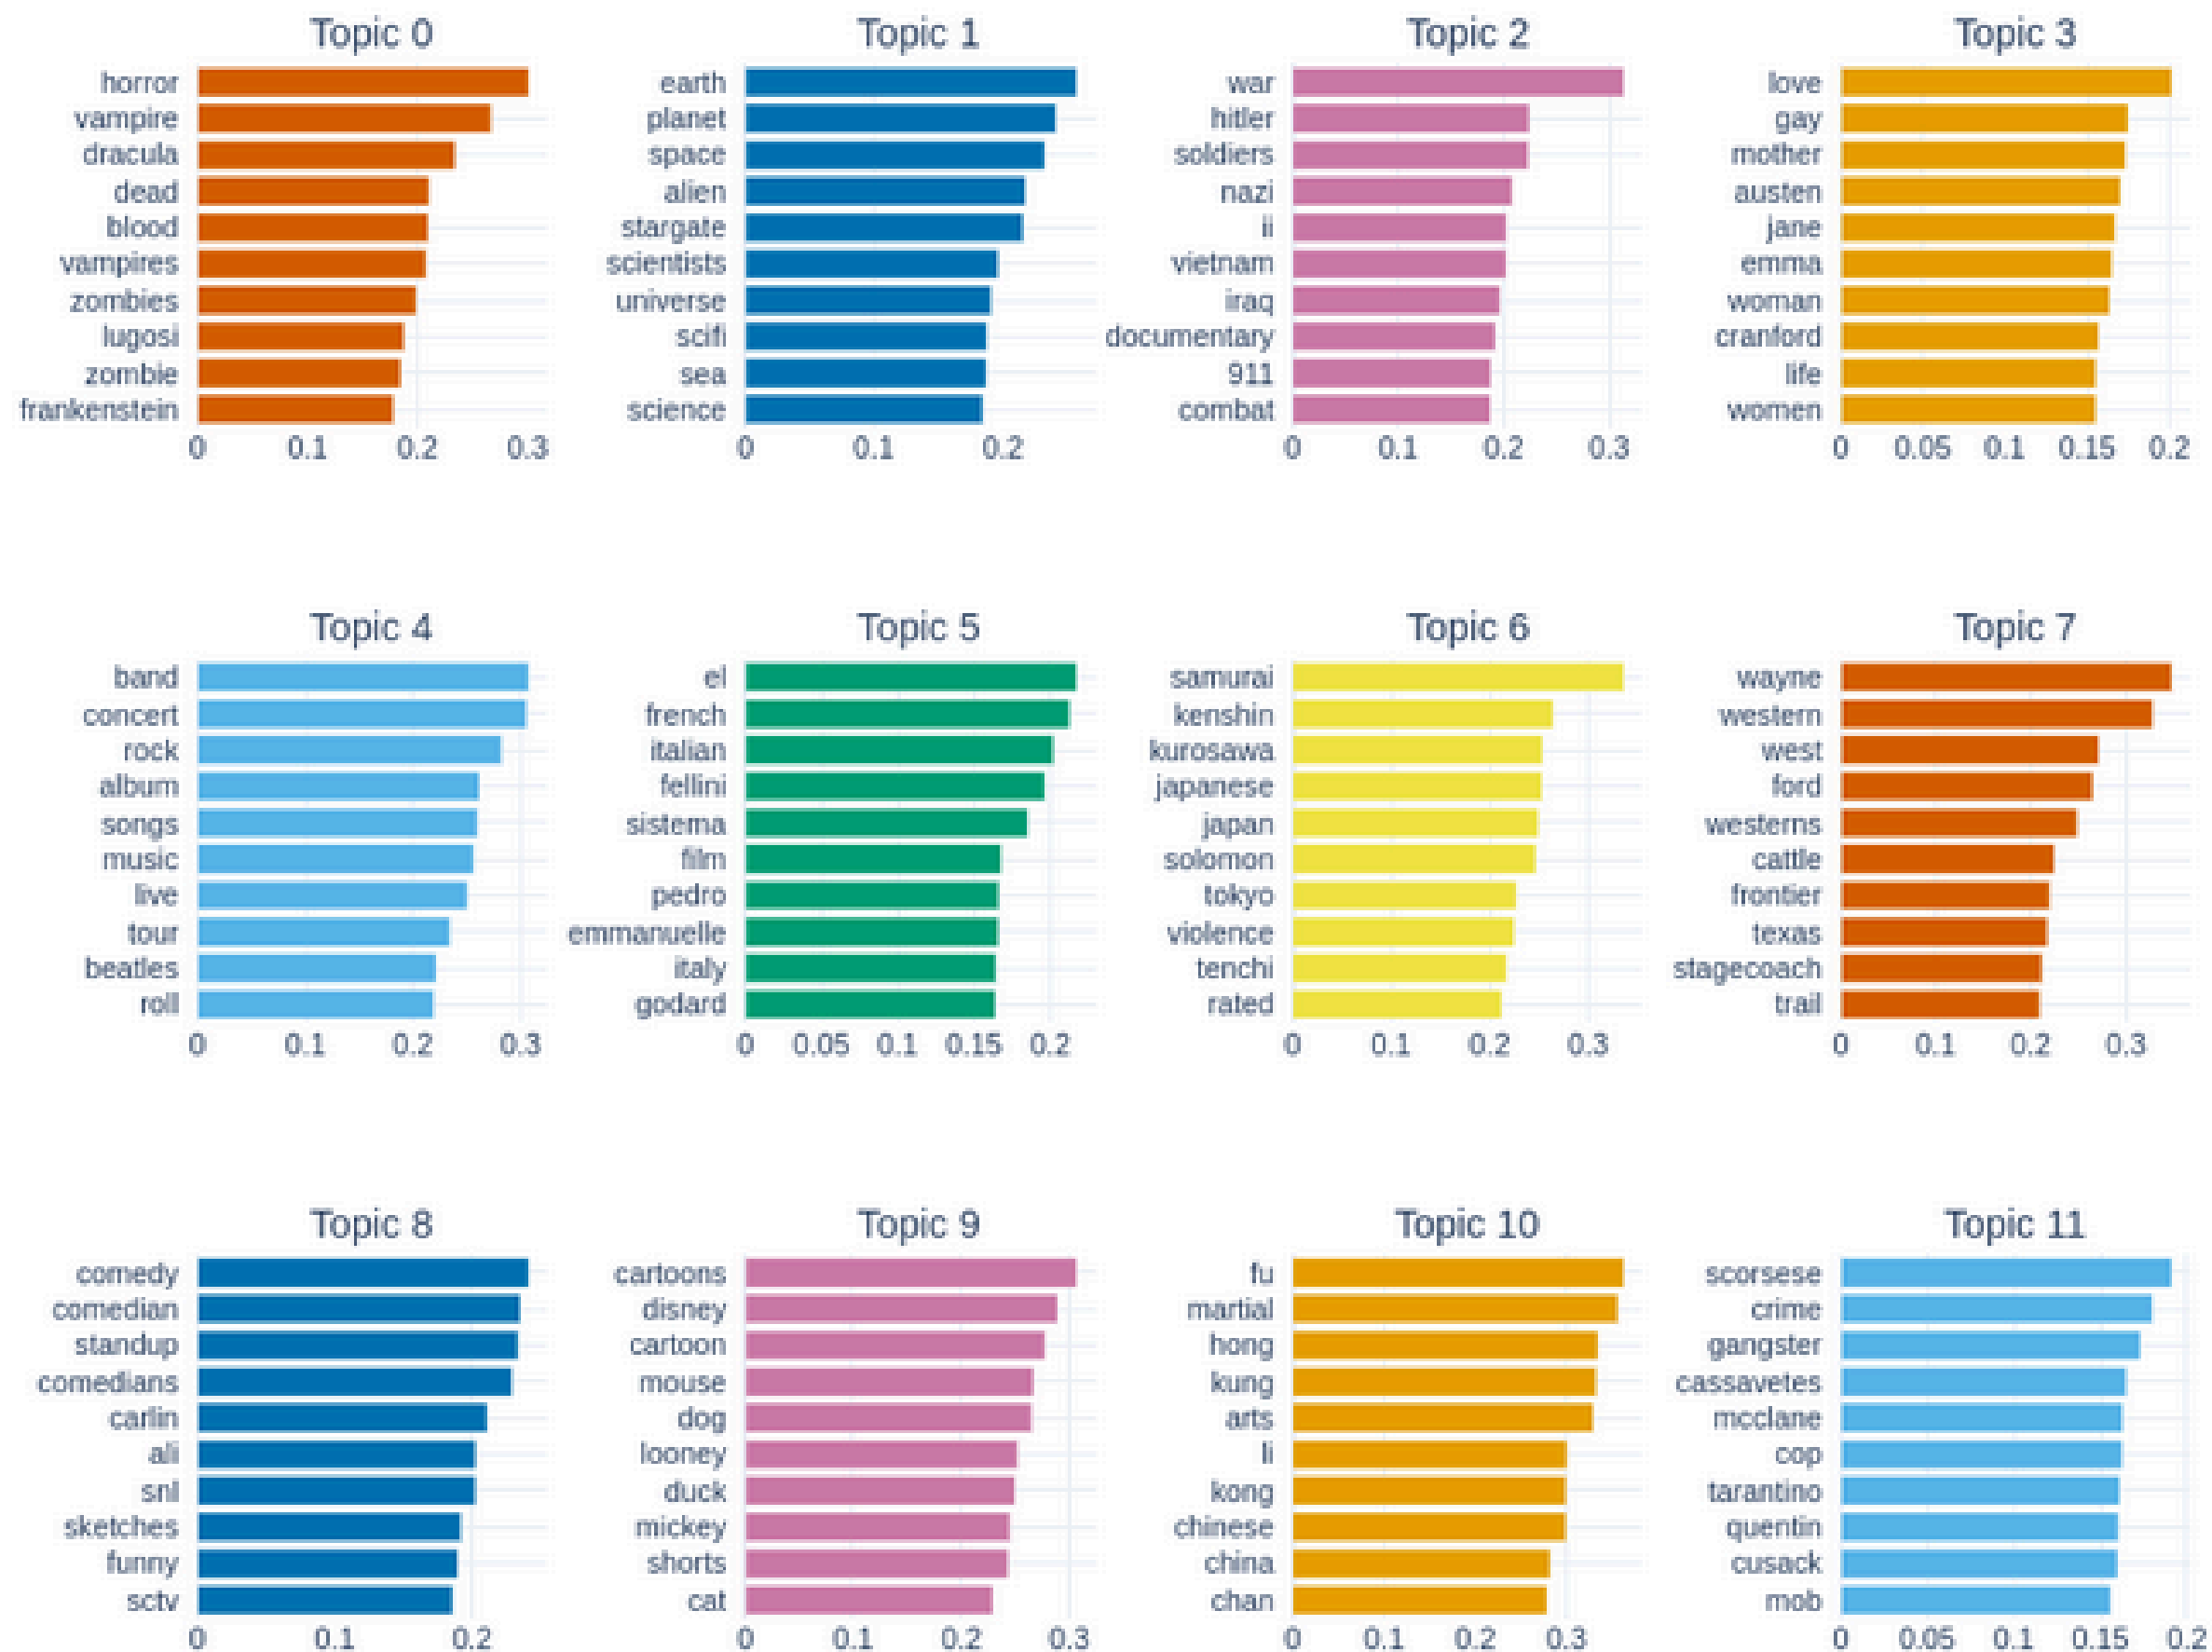 Topic 0
horror
vampire
dracula
dead
blood
vampires
zombies
lugosi
zombie
frankenstein
0 0.1 0.2 0.3
Topic 1
earth
planet
space
alien
stargate
scientists
universe
scifi
sea
science
0 0.1 0.2
Topic 2
war
hitler
soldiers
nazi
ii
vietnam
iraq
documentary
911
combat
0 0.1 0.2 0.3
Topic 3
love
gay
mother
austen
jane
emma
woman
cranford
life
women
0 0.05 0.1 0.15 0.2
Topic 4
band
concert
rock
album
songs
music
live
tour
beatles
roll
0 0.1 0.2 0.3
Topic 5
el
french
italian
fellini
sistema
film
pedro
emmanuelle
italy
godard
0 0.05 0.1 0.15 0.2
Topic 6
samurai
kenshin
kurosawa
japanese
japan
solomon
tokyo
violence
tenchi
rated
0 0.1 0.2 0.3
Topic 7
wayne
western
west
ford
westerns
cattle
frontier
texas
stagecoach
trail
0 0.1 0.2 0.3
Topic 8
comedy
comedian
standup
comedians
carlin
ali
snl
sketches
funny
sctv
0 0.1 0.2
Topic 9
cartoons
disney
cartoon
mouse
dog
looney
duck
mickey
shorts
cat
0 0.1 0.2 0.3
Topic 10
fu
martial
hong
kung
arts
li
kong
chinese
china
chan
0 0.1 0.2 0.3
Topic 11
scorsese
crime
gangster
cassavetes
mcclane
cop
tarantino
quentin
cusack
mob
0 0.05 0.1 0.15 0.2